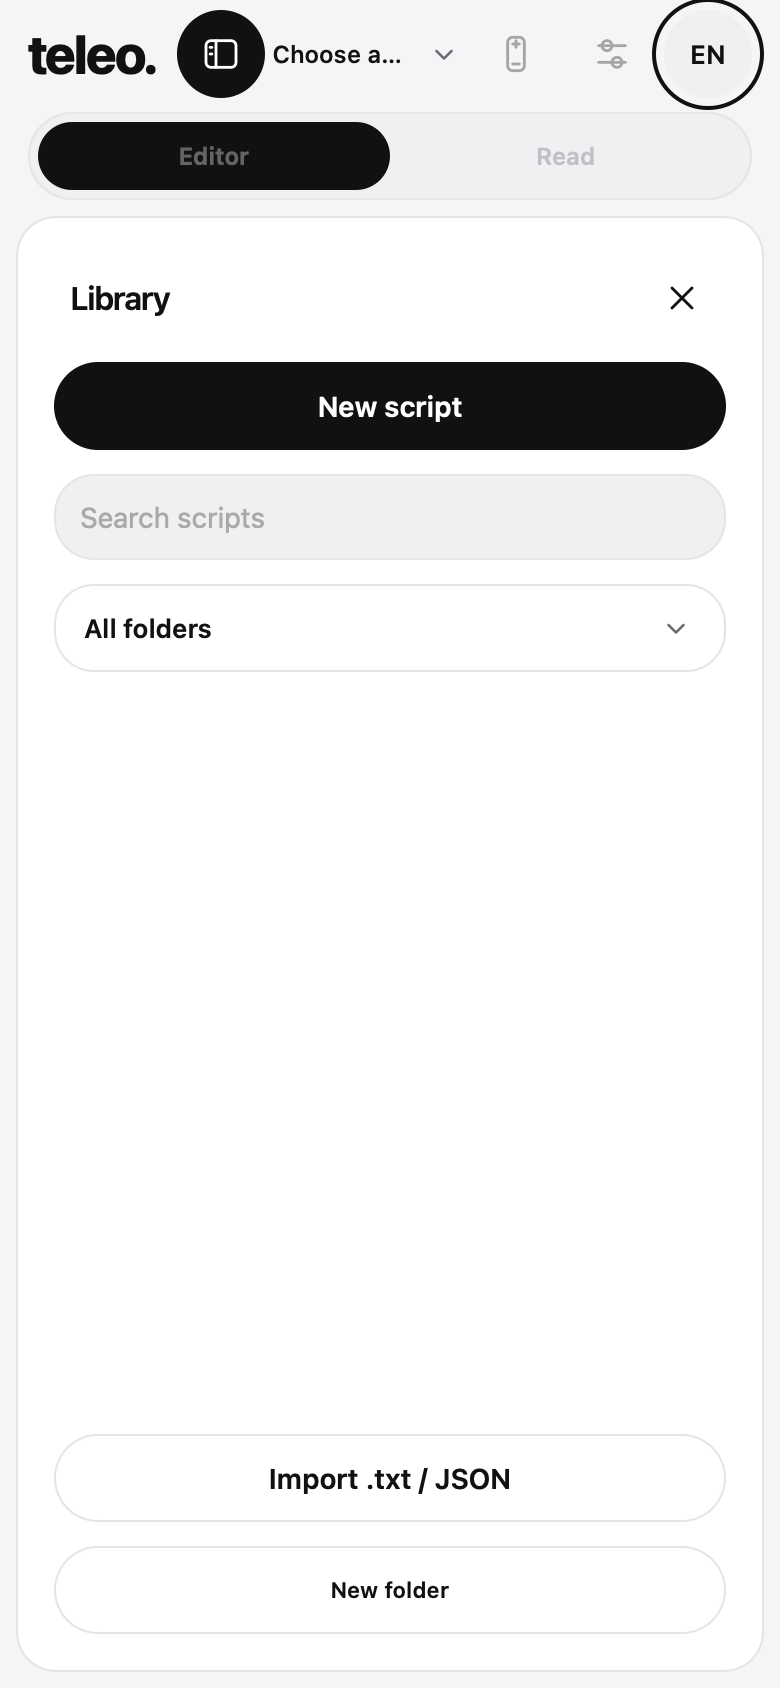 teleo.
Choose a...
EN
Editor
Read
Library
New script
Search scripts
All folders
Import .txt / JSON
New folder